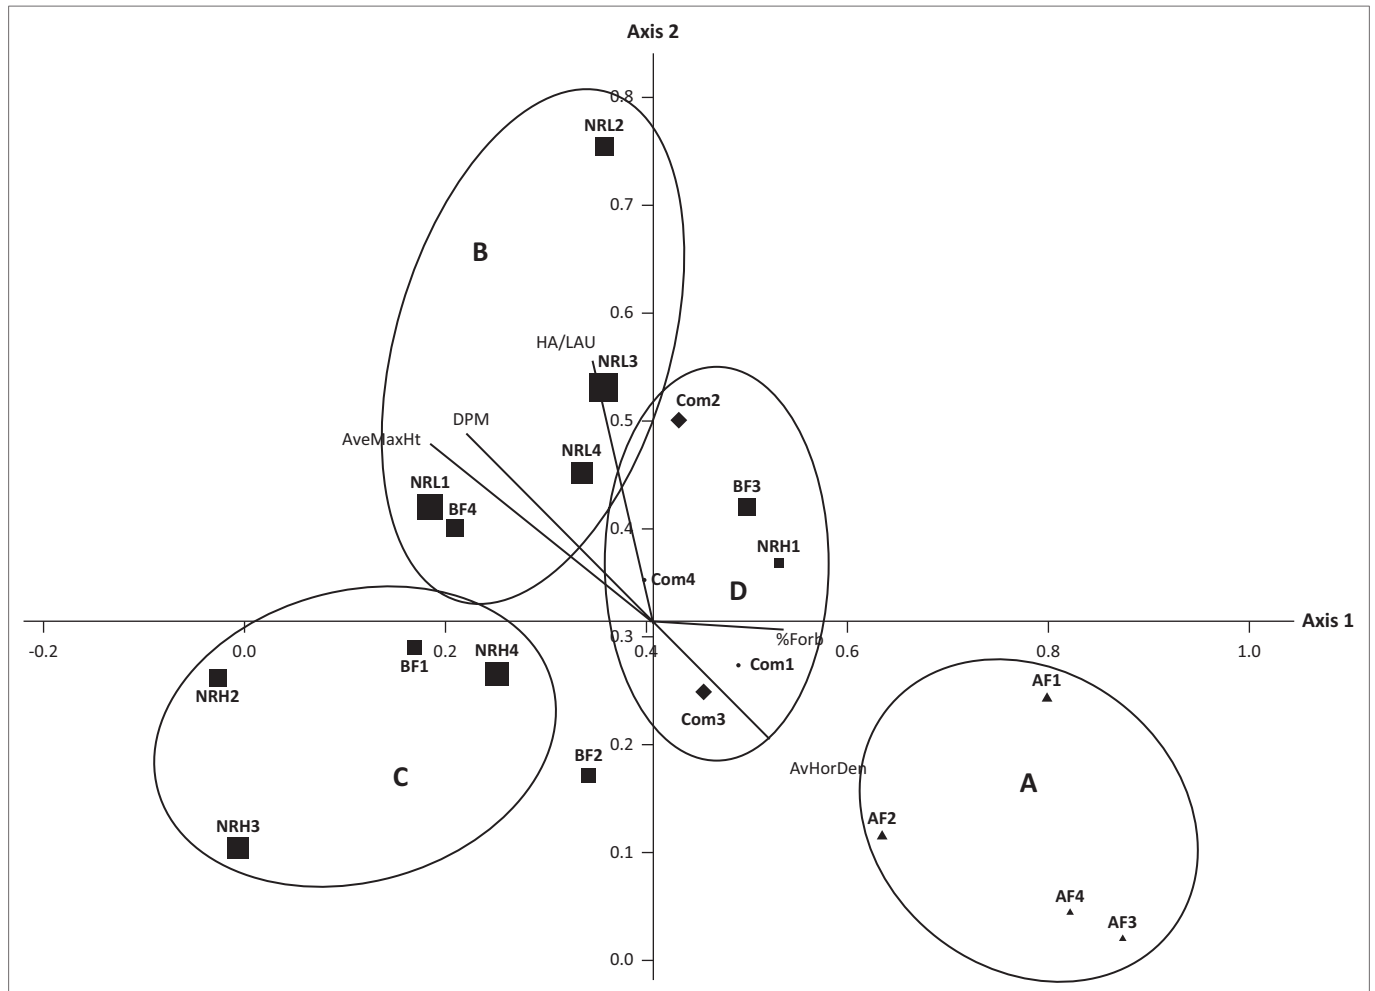 Axis 2
0.8
NRL2
0.7
B
0.6
HA/LAU
NRL3
Com2
DPM
0.5
AveMaxHt
NRL4
NRL1
BF3
BF4
0.4
NRH1
Com4
D
Axis 1
0.3
%Forb
-0.2
0.0
0.2
0.4
0.6
0.8
1.0
NRH4
BF1
Com1
NRH2
AF1
Com3
0.2
BF2
AvHorDen
C
A
AF2
NRH3
0.1
AF4
AF3
0.0